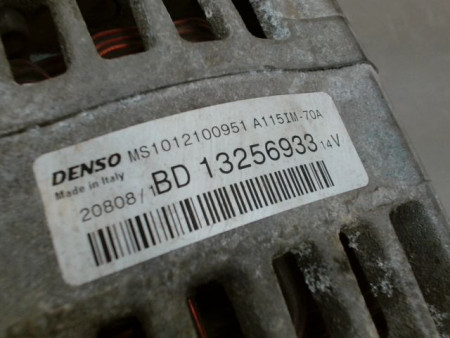 DENSO MS1012100951 A115IM-70A
Made in Italy
20808/1 BD 13256933 14V